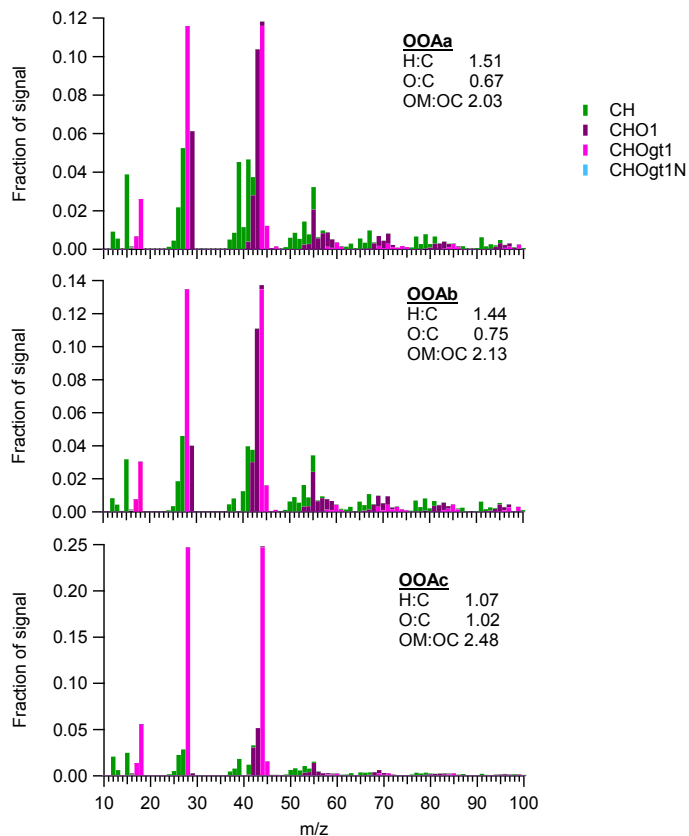 0.12
0.10
0.08
0.06
0.04
0.02
0.00
Fraction of signal
OOAa
H:C 1.51
O:C 0.67
OM:OC 2.03
CH
CHO1
CHOgt1
CHOgt1N
0.14
0.12
0.10
0.08
0.06
0.04
0.02
0.00
Fraction of signal
OOAb
H:C 1.44
O:C 0.75
OM:OC 2.13
0.25
0.20
0.15
0.10
0.05
0.00
Fraction of signal
OOAc
H:C 1.07
O:C 1.02
OM:OC 2.48
10 20 30 40 50 60 70 80 90 100
m/z